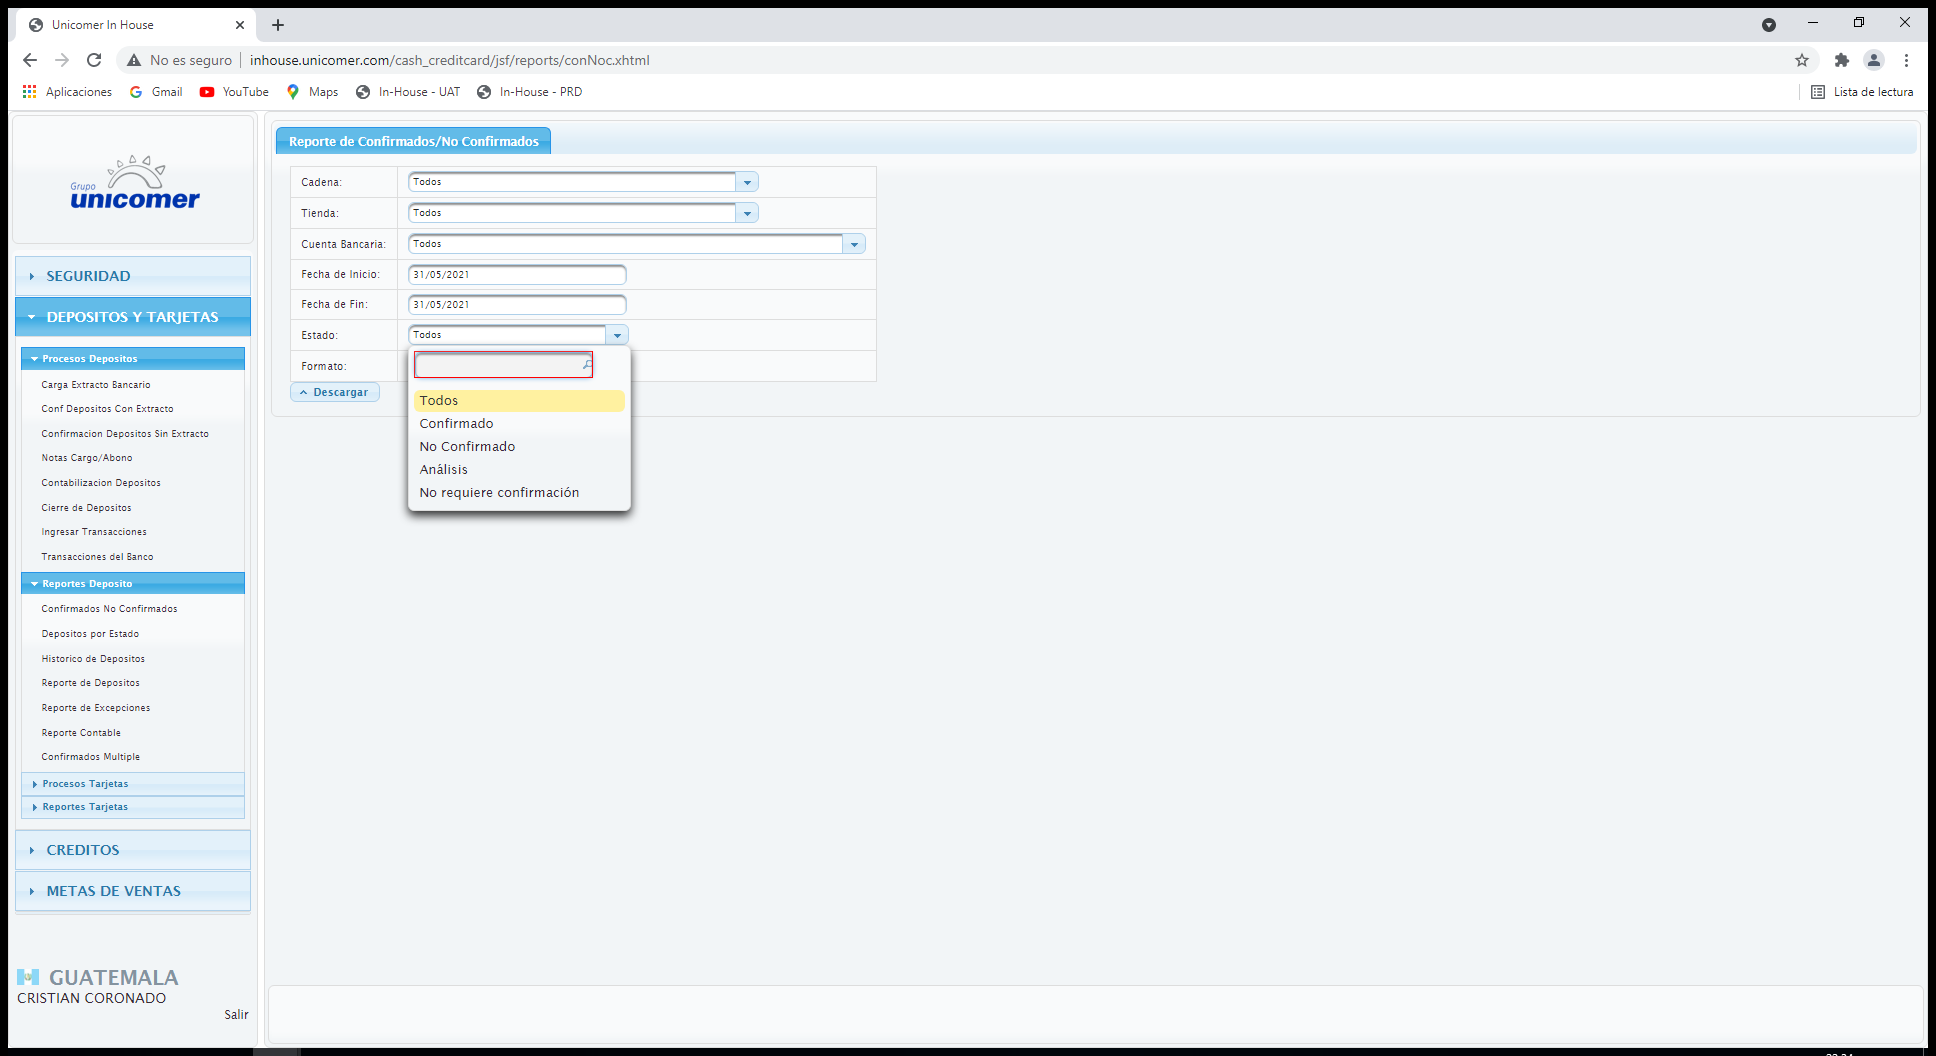 Unicomer In House
No es seguro inhouse.unicomer.com/cash_creditcard/jsf/reports/conNoc.xhtml
Aplicaciones Gmail YouTube Maps In-House - UAT In-House - PRD Lista de lectura
Grupo
unicomer
SEGURIDAD
DEPOSITOS Y TARJETAS
Procesos Depositos
Carga Extracto Bancario
Conf Depositos Con Extracto
Confirmacion Depositos Sin Extracto
Notas Cargo/Abono
Contabilizacion Depositos
Cierre de Depositos
Ingresar Transacciones
Transacciones del Banco
Reportes Deposito
Confirmados No Confirmados
Depositos por Estado
Historico de Depositos
Reporte de Depositos
Reporte de Excepciones
Reporte Contable
Confirmados Multiple
Procesos Tarjetas
Reportes Tarjetas
CREDITOS
METAS DE VENTAS
GUATEMALA
CRISTIAN CORONADO
Salir
Reporte de Confirmados/No Confirmados
Cadena: Todos
Tienda: Todos
Cuenta Bancaria: Todos
Fecha de Inicio: 31/05/2021
Fecha de Fin: 31/05/2021
Estado: Todos
Formato:
Descargar
Todos
Confirmado
No Confirmado
Análisis
No requiere confirmación